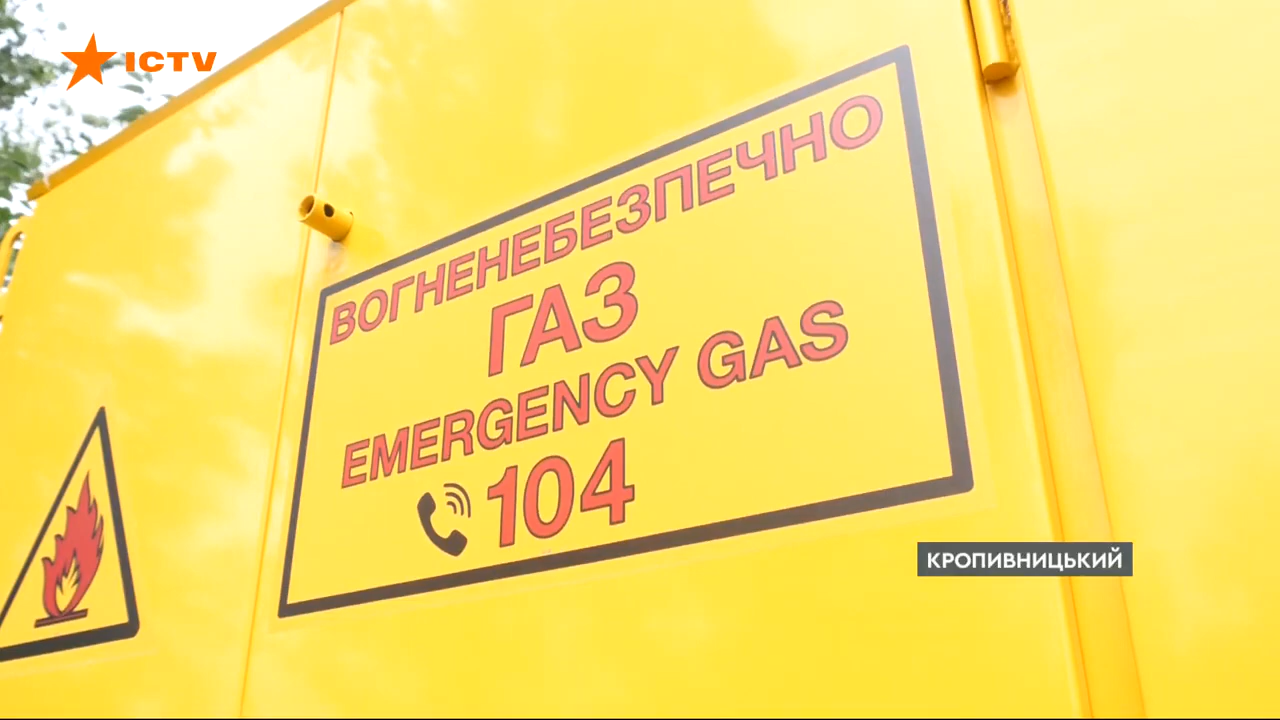 ICTV
ВОГНЕНЕБЕЗПЕЧНО
ГАЗ
EMERGENCY GAS
104
КРОПИВНИЦЬКИЙ